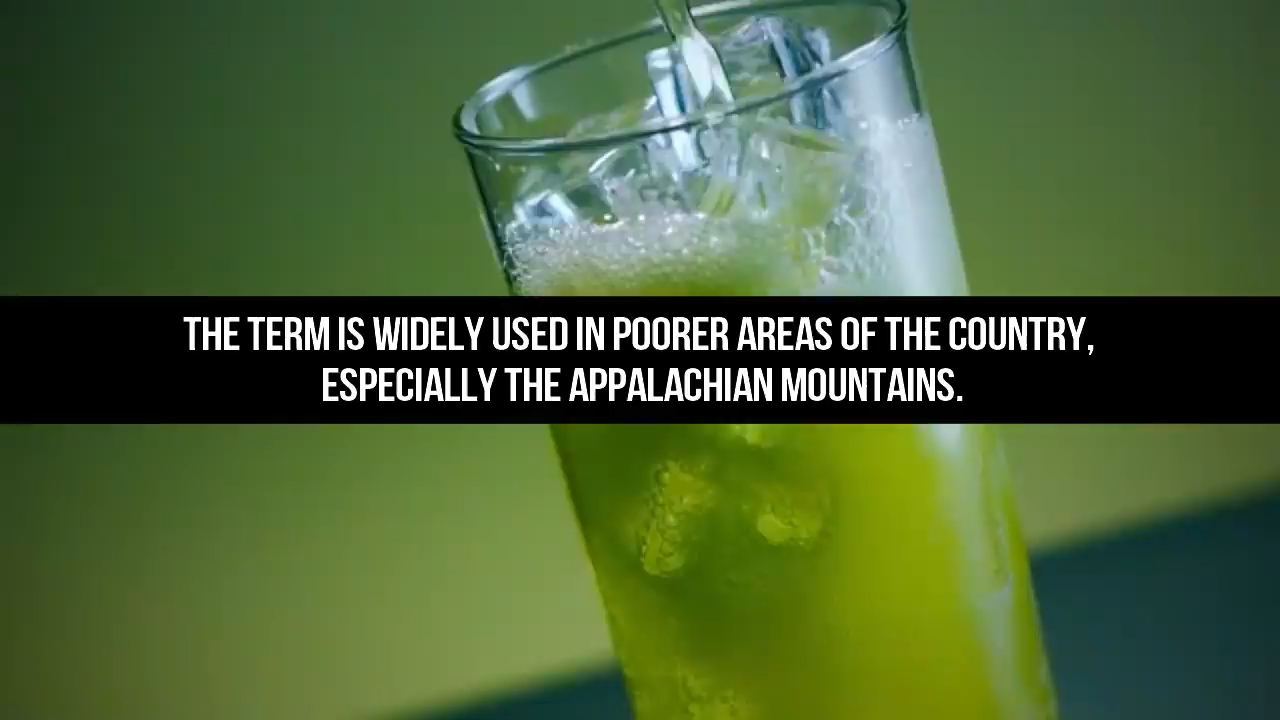 THE TERM IS WIDELY USED IN POORER AREAS OF THE COUNTRY,
ESPECIALLY THE APPALACHIAN MOUNTAINS.